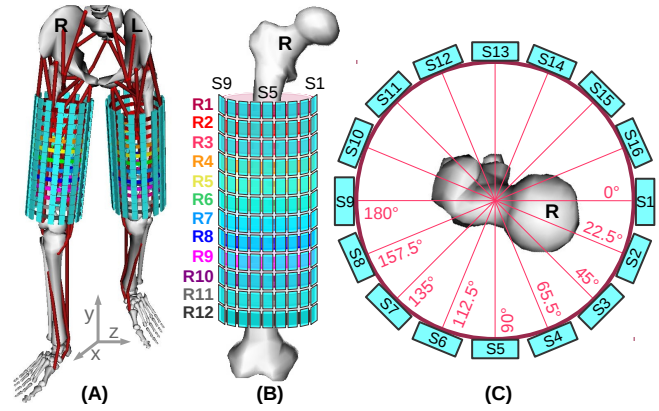 R L
y
z
x
(A)
R
S9 S5 S1
R1
R2
R3
R4
R5
R6
R7
R8
R9
R10
R11
R12
(B)
S13
S12 S14
S11 S15
S10 S16
0°
S9 R S1
180° 22.5°
S8 157.5° 45° S2
S7 135° 112.5° 90° 65.5° S3
S6 S5 S4
(C)